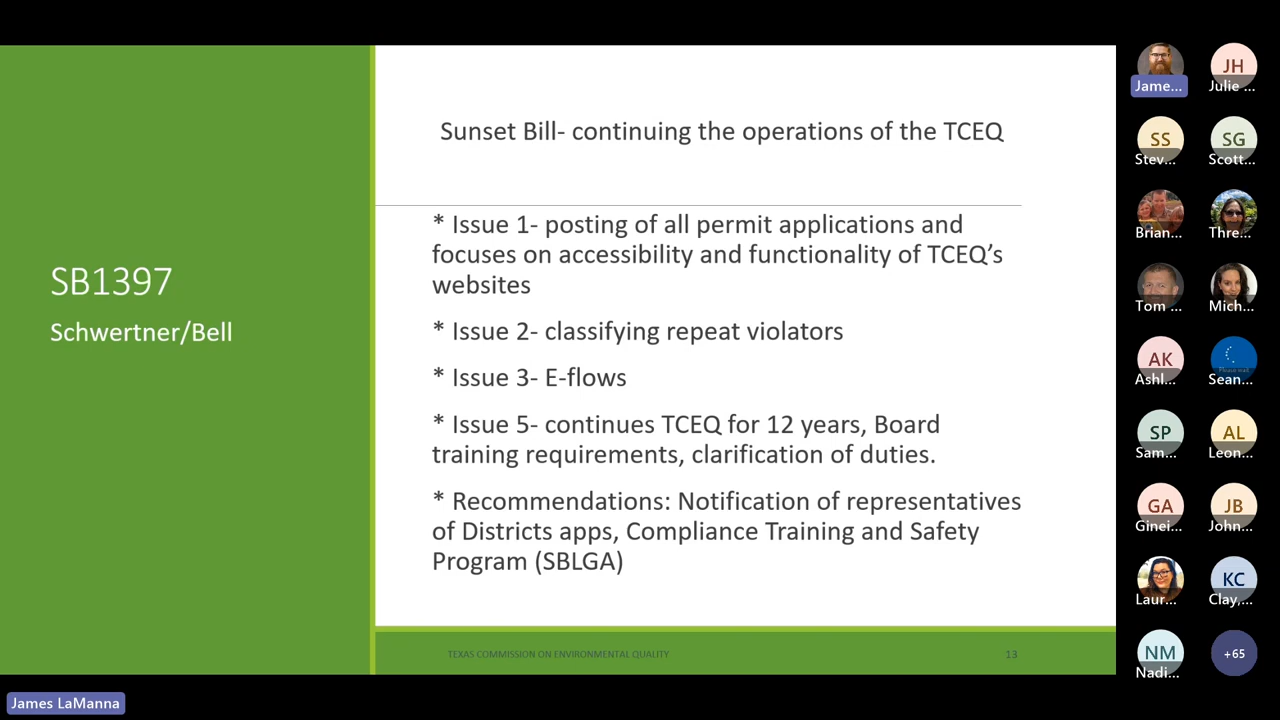 SB1397
Schwertner/Bell
Sunset Bill- continuing the operations of the TCEQ
* Issue 1- posting of all permit applications and
focuses on accessibility and functionality of TCEQ’s
websites
* Issue 2- classifying repeat violators
* Issue 3- E-flows
* Issue 5- continues TCEQ for 12 years, Board
training requirements, clarification of duties.
* Recommendations: Notification of representatives
of Districts apps, Compliance Training and Safety
Program (SBLGA)
TEXAS COMMISSION ON ENVIRONMENTAL QUALITY
13
James LaManna
Jame...
JH
Julie ...
SS
Stev...
SG
Scott...
Brian...
Thre...
Tom ...
Mich...
AK
Ashl...
Sean...
SP
Sam...
AL
Leon...
GA
Ginei...
JB
John...
Laur...
KC
Clay,...
NM
Nadi...
+65